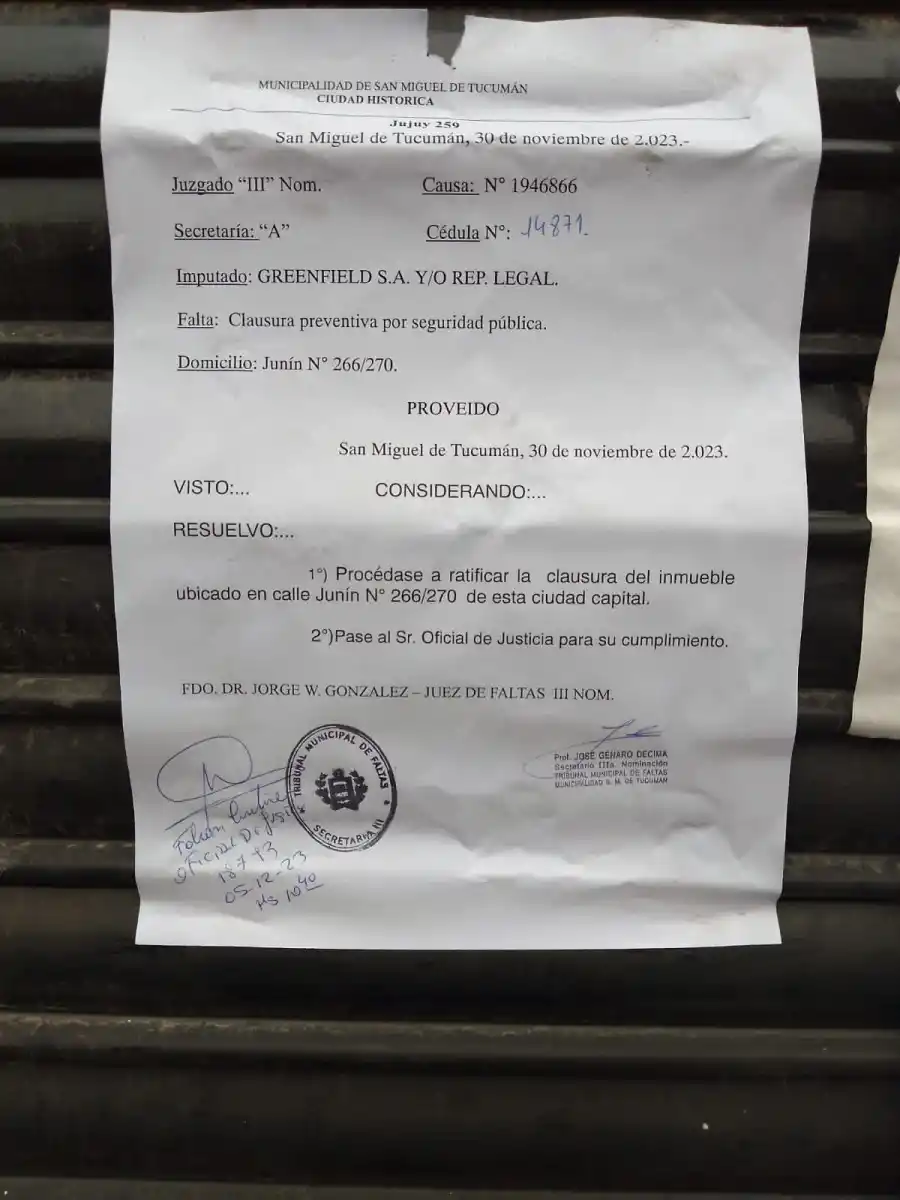 MUNICIPALIDAD DE SAN MIGUEL DE TUCUMÁN
CIUDAD HISTORICA
Jujuy 259
San Miguel de Tucumán, 30 de noviembre de 2.023.-
Juzgado “III” Nom. Causa: N° 1946866
Secretaría: “A” Cédula N°: 14871.
Imputado: GREENFIELD S.A. Y/O REP. LEGAL.
Falta: Clausura preventiva por seguridad pública.
Domicilio: Junín N° 266/270.
PROVEIDO
San Miguel de Tucumán, 30 de noviembre de 2.023.
VISTO:... CONSIDERANDO:...
RESUELVO:...
1°) Procédase a ratificar la clausura del inmueble
ubicado en calle Junín N° 266/270 de esta ciudad capital.
2°)Pase al Sr. Oficial de Justicia para su cumplimiento.
FDO. DR. JORGE W. GONZALEZ – JUEZ DE FALTAS III NOM.
TRIBUNAL MUNICIPAL DE FALTAS
SECRETARIA III
Prof. JOSÉ GENARO DECIMA
Secretario IIIa. Nominación
TRIBUNAL MUNICIPAL DE FALTAS
MUNICIPALIDAD S. M. DE TUCUMAN
Oficial De
18793
05-12-23
Hs 10 40